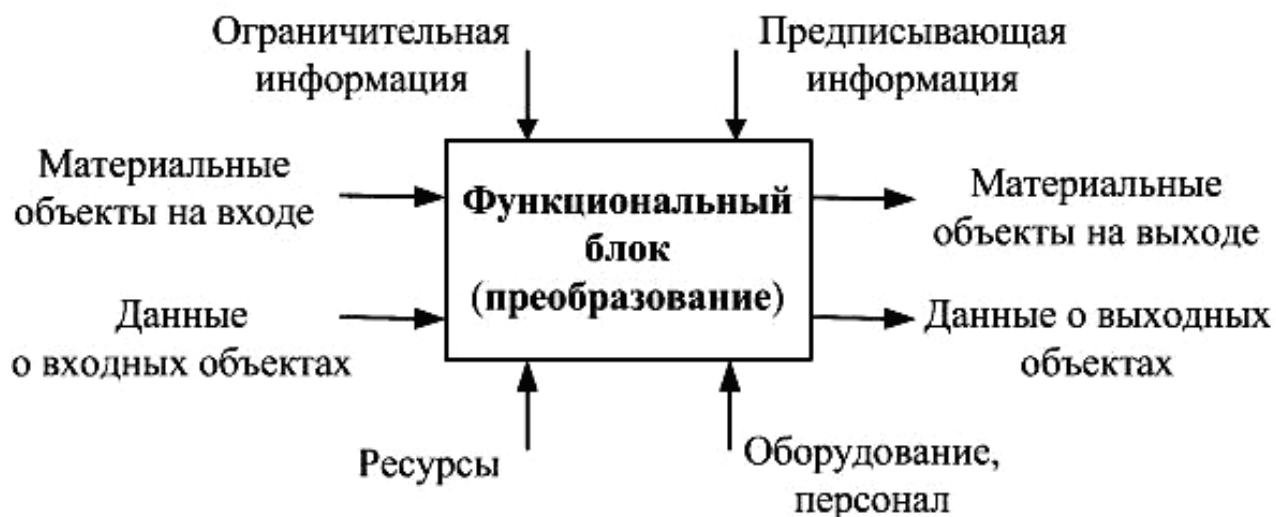 Ограничительная
информация
Предписывающая
информация
Материальные
объекты на входе
Функциональный
блок
(преобразование)
Материальные
объекты на выходе
Данные
о входных объектах
Данные о выходных
объектах
Ресурсы
Оборудование,
персонал